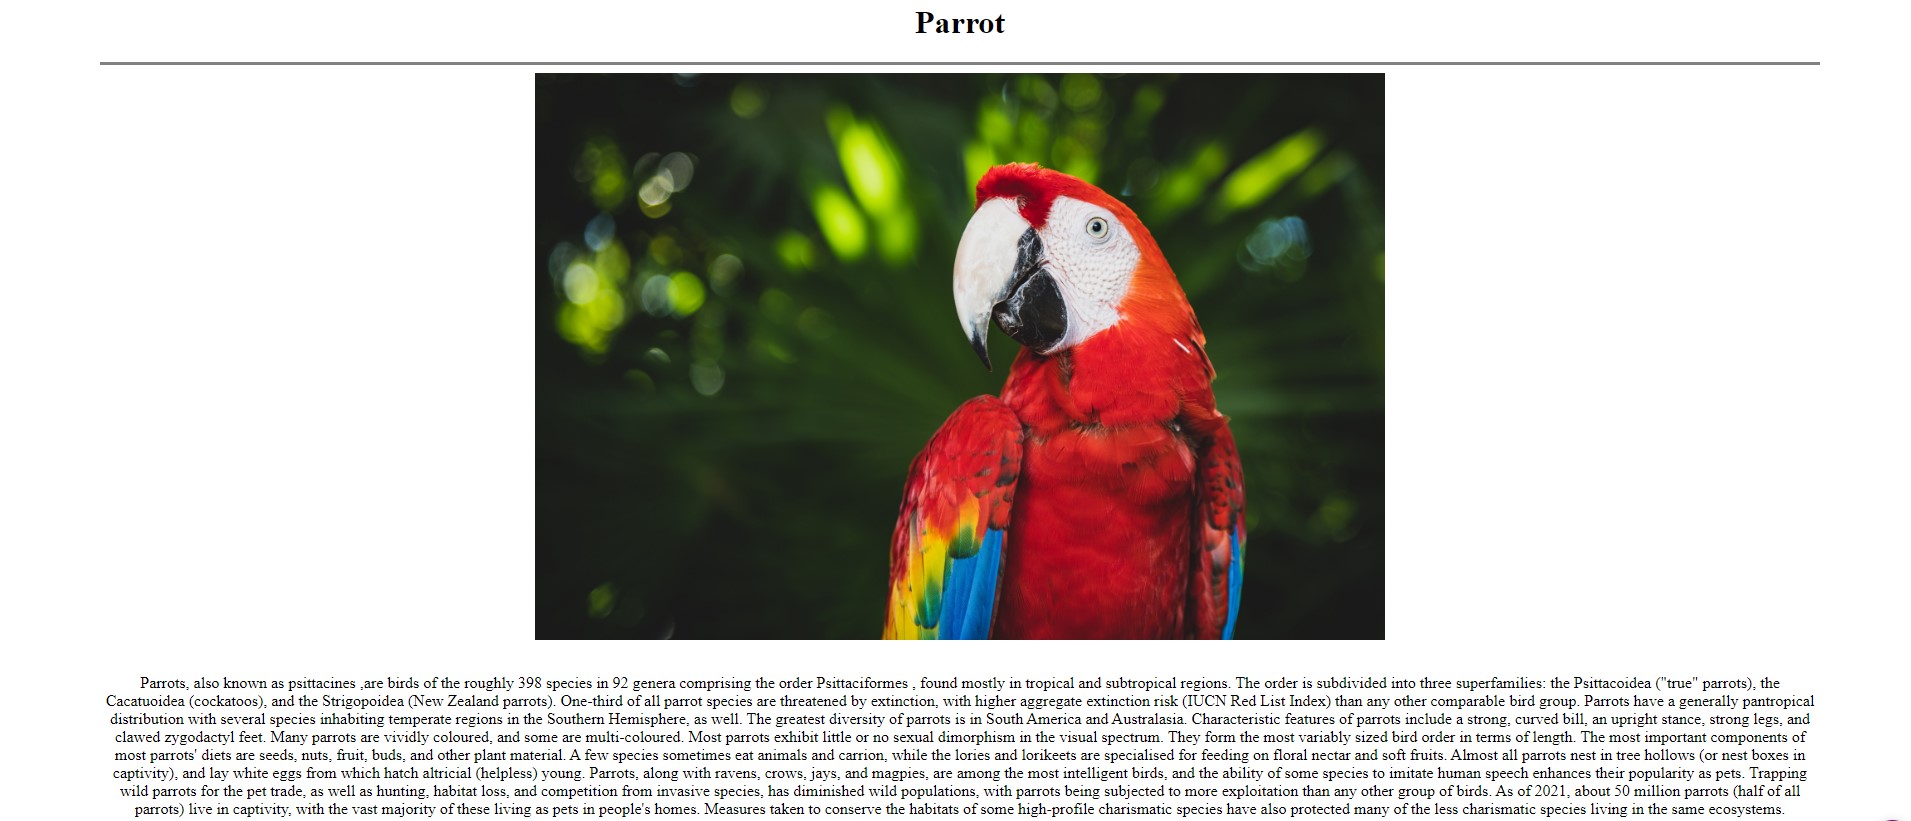 Parrot
Parrots, also known as psittacines ,are birds of the roughly 398 species in 92 genera comprising the order Psittaciformes , found mostly in tropical and subtropical regions. The order is subdivided into three superfamilies: the Psittacoidea ("true" parrots), the
Cacatuoidea (cockatoos), and the Strigopoidea (New Zealand parrots). One-third of all parrot species are threatened by extinction, with higher aggregate extinction risk (IUCN Red List Index) than any other comparable bird group. Parrots have a generally pantropical
distribution with several species inhabiting temperate regions in the Southern Hemisphere, as well. The greatest diversity of parrots is in South America and Australasia. Characteristic features of parrots include a strong, curved bill, an upright stance, strong legs, and
clawed zygodactyl feet. Many parrots are vividly coloured, and some are multi-coloured. Most parrots exhibit little or no sexual dimorphism in the visual spectrum. They form the most variably sized bird order in terms of length. The most important components of
most parrots' diets are seeds, nuts, fruit, buds, and other plant material. A few species sometimes eat animals and carrion, while the lories and lorikeets are specialised for feeding on floral nectar and soft fruits. Almost all parrots nest in tree hollows (or nest boxes in
captivity), and lay white eggs from which hatch altricial (helpless) young. Parrots, along with ravens, crows, jays, and magpies, are among the most intelligent birds, and the ability of some species to imitate human speech enhances their popularity as pets. Trapping
wild parrots for the pet trade, as well as hunting, habitat loss, and competition from invasive species, has diminished wild populations, with parrots being subjected to more exploitation than any other group of birds. As of 2021, about 50 million parrots (half of all
parrots) live in captivity, with the vast majority of these living as pets in people's homes. Measures taken to conserve the habitats of some high-profile charismatic species have also protected many of the less charismatic species living in the same ecosystems.